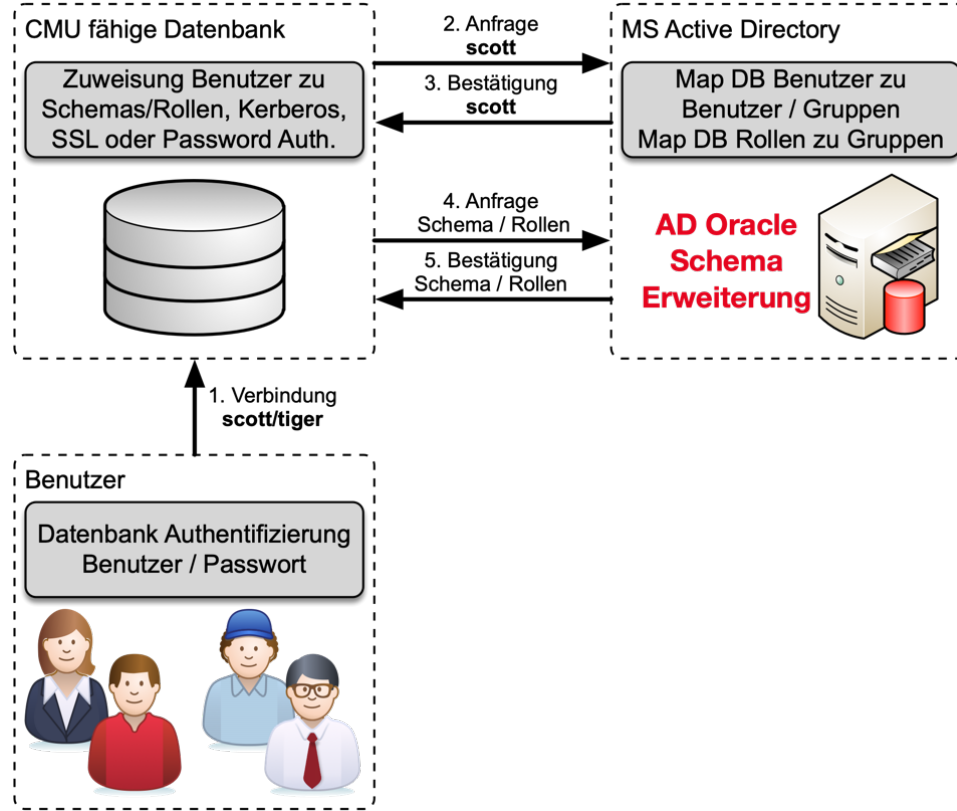 CMU fähige Datenbank
Zuweisung Benutzer zu
Schemas/Rollen, Kerberos,
SSL oder Password Auth.
2. Anfrage
scott
3. Bestätigung
scott
MS Active Directory
Map DB Benutzer zu
Benutzer / Gruppen
Map DB Rollen zu Gruppen
4. Anfrage
Schema / Rollen
5. Bestätigung
Schema / Rollen
AD Oracle
Schema
Erweiterung
1. Verbindung
scott/tiger
Benutzer
Datenbank Authentifizierung
Benutzer / Passwort